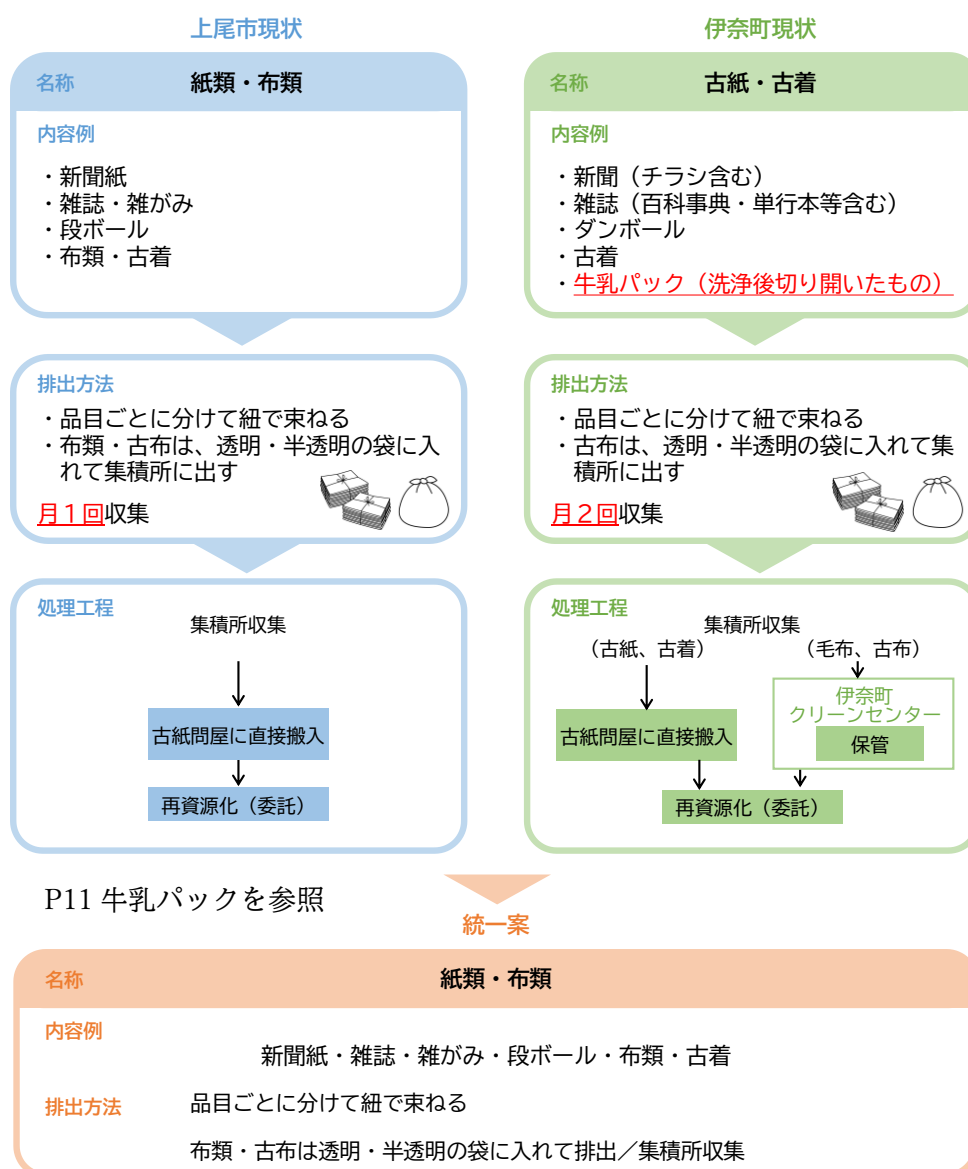 上尾市現状
名称 紙類・布類
内容例
・新聞紙
・雑誌・雑がみ
・段ボール
・布類・古着
排出方法
・品目ごとに分けて紐で束ねる
・布類・古布は、透明・半透明の袋に入
れて集積所に出す
月１回収集
処理工程
集積所収集
古紙問屋に直接搬入
再資源化（委託）
伊奈町現状
名称 古紙・古着
内容例
・新聞（チラシ含む）
・雑誌（百科事典・単行本等含む）
・ダンボール
・古着
・牛乳パック（洗浄後切り開いたもの）
排出方法
・品目ごとに分けて紐で束ねる
・古布は、透明・半透明の袋に入れて集
積所に出す
月２回収集
処理工程
集積所収集
（古紙、古着） （毛布、古布）
伊奈町
クリーンセンター
保管
古紙問屋に直接搬入
再資源化（委託）
P11 牛乳パックを参照
統一案
名称 紙類・布類
内容例
新聞紙・雑誌・雑がみ・段ボール・布類・古着
排出方法 品目ごとに分けて紐で束ねる
布類・古布は透明・半透明の袋に入れて排出／集積所収集